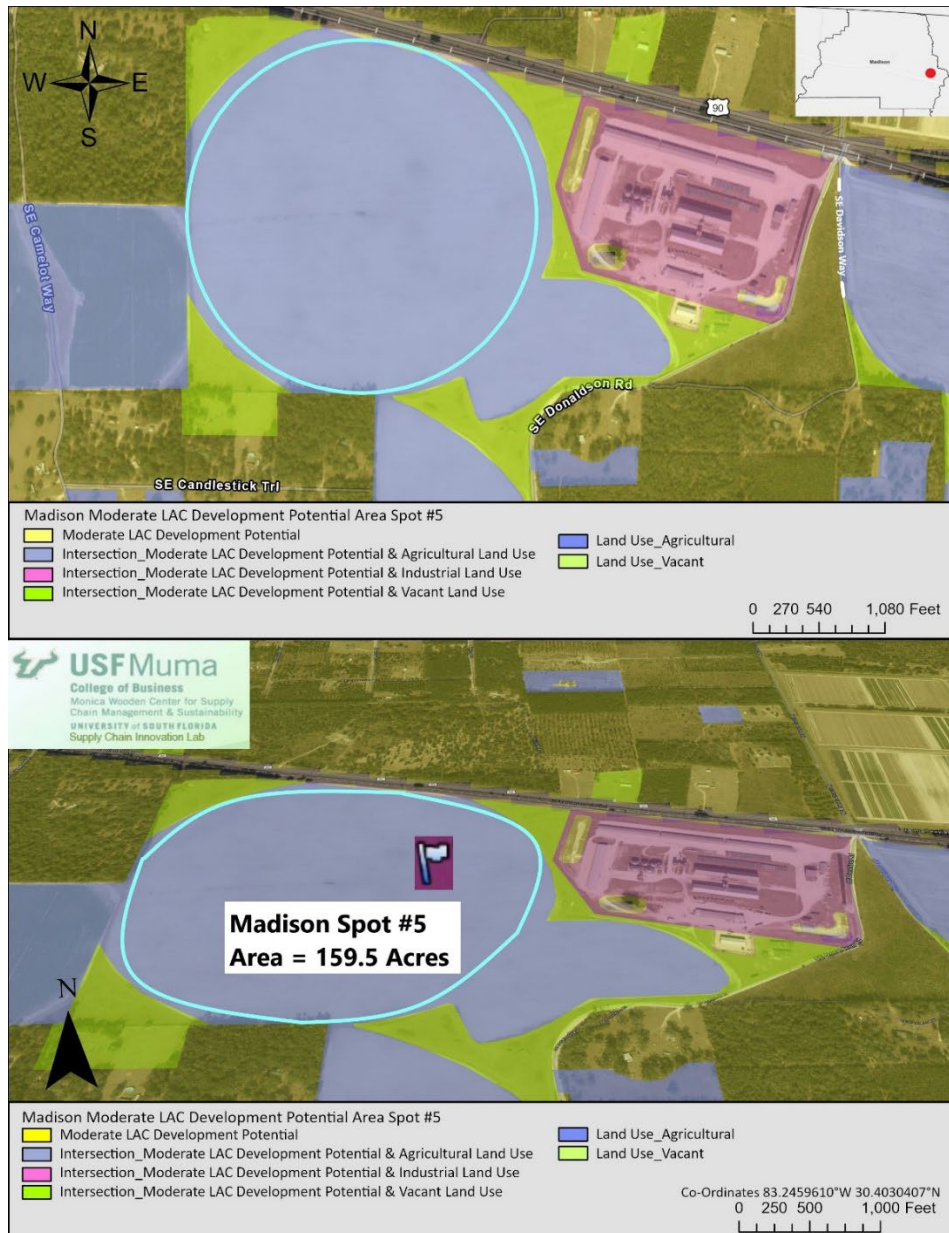 N
W
E
S
Madison
90
SE Camelot Way
SE Davidson Way
SE Donaldson Rd
SE Candlestick Trl
Madison Moderate LAC Development Potential Area Spot #5
Moderate LAC Development Potential
Intersection_Moderate LAC Development Potential & Agricultural Land Use
Intersection_Moderate LAC Development Potential & Industrial Land Use
Intersection_Moderate LAC Development Potential & Vacant Land Use
Land Use_Agricultural
Land Use_Vacant
0 270 540 1,080 Feet
USF Muma
College of Business
Monica Wooden Center for Supply
Chain Management & Sustainability
UNIVERSITY of SOUTH FLORIDA
Supply Chain Innovation Lab
Madison Spot #5
Area = 159.5 Acres
N
Madison Moderate LAC Development Potential Area Spot #5
Moderate LAC Development Potential
Intersection_Moderate LAC Development Potential & Agricultural Land Use
Intersection_Moderate LAC Development Potential & Industrial Land Use
Intersection_Moderate LAC Development Potential & Vacant Land Use
Land Use_Agricultural
Land Use_Vacant
Co-Ordinates 83.2459610°W 30.4030407°N
0 250 500 1,000 Feet